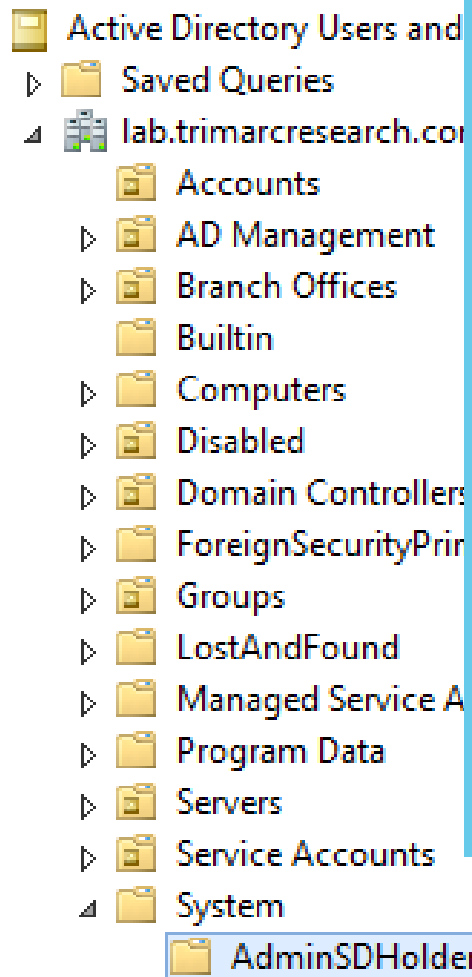 Active Directory Users and
Saved Queries
lab.trimarcresearch.co
Accounts
AD Management
Branch Offices
Builtin
Computers
Disabled
Domain Controllers
ForeignSecurityPrin
Groups
LostAndFound
Managed Service A
Program Data
Servers
Service Accounts
System
AdminSDHolder